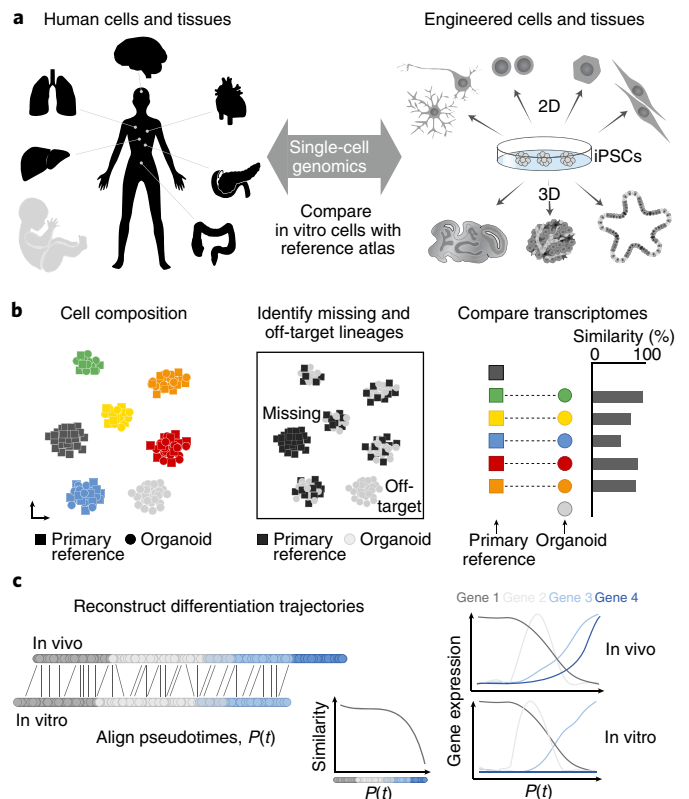 a
Human cells and tissues
Engineered cells and tissues
Single-cell
genomics
Compare
in vitro cells with
reference atlas
2D
iPSCs
3D
b
Cell composition
Primary
reference
Organoid
Identify missing and
off-target lineages
Missing
Off-
target
Primary
reference
Organoid
Compare transcriptomes
Similarity (%)
0 100
Primary
reference
Organoid
c
Reconstruct differentiation trajectories
In vivo
In vitro
Align pseudotimes, P(t)
Similarity
P(t)
Gene 1 Gene 2 Gene 3 Gene 4
Gene expression
In vivo
In vitro
P(t)